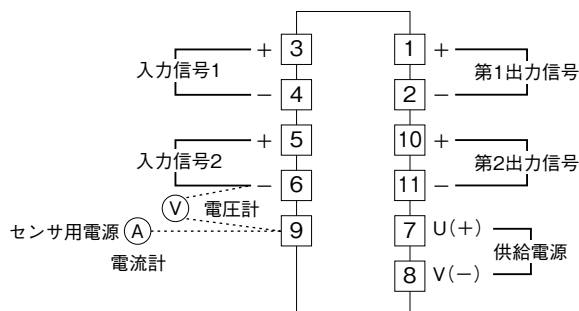 入力信号1
+ 3
− 4
入力信号2
+ 5
− 6
V 電圧計
センサ用電源 A
電流計
9
1 +
2 −
第1出力信号
10 +
11 −
第2出力信号
7 U(+)
8 V(−)
供給電源